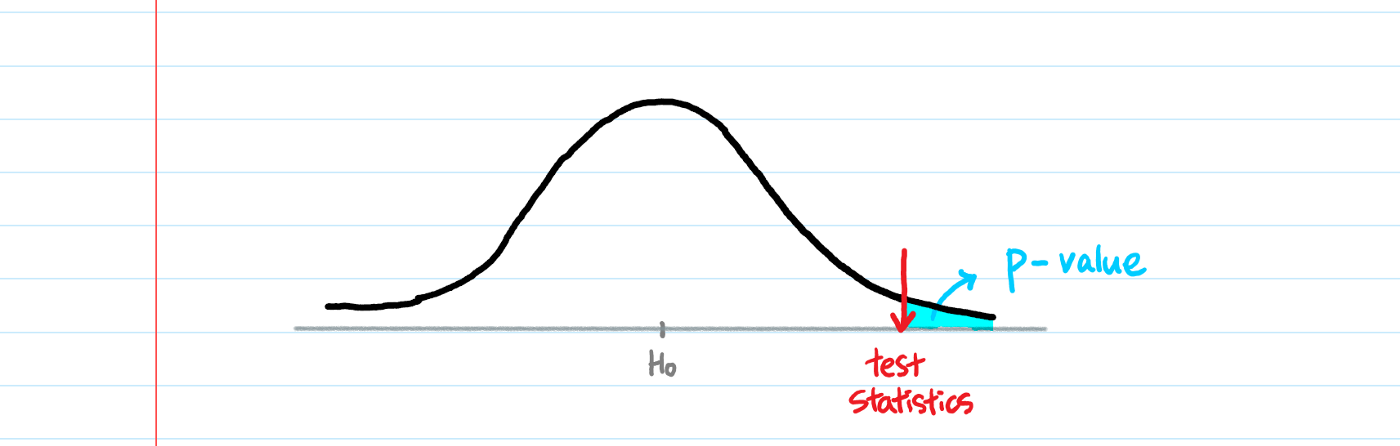 p-value
H₀
test
statistics